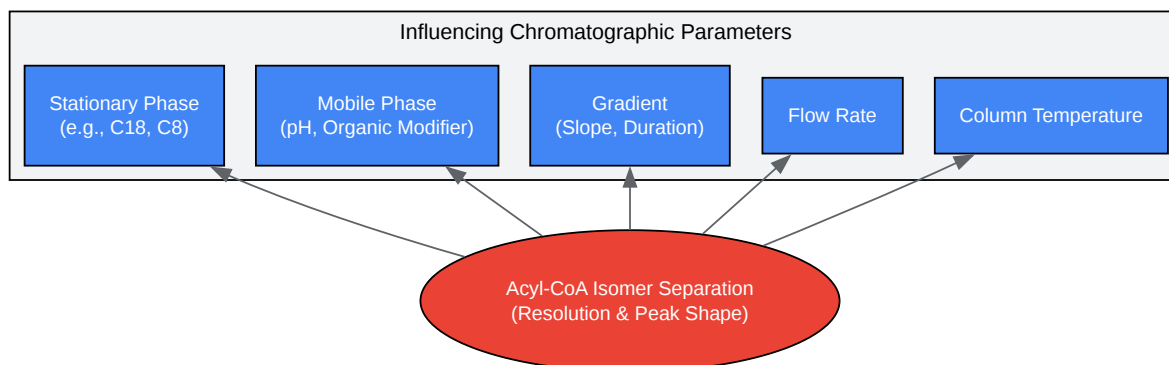 Influencing Chromatographic Parameters
Stationary Phase
(e.g., C18, C8)
Mobile Phase
(pH, Organic Modifier)
Gradient
(Slope, Duration)
Flow Rate
Column Temperature
Acyl-CoA Isomer Separation
(Resolution & Peak Shape)